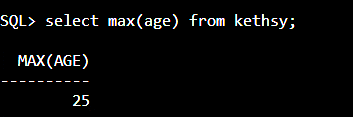 SQL> select max(age) from kethsy;
MAX(AGE)
----------
25